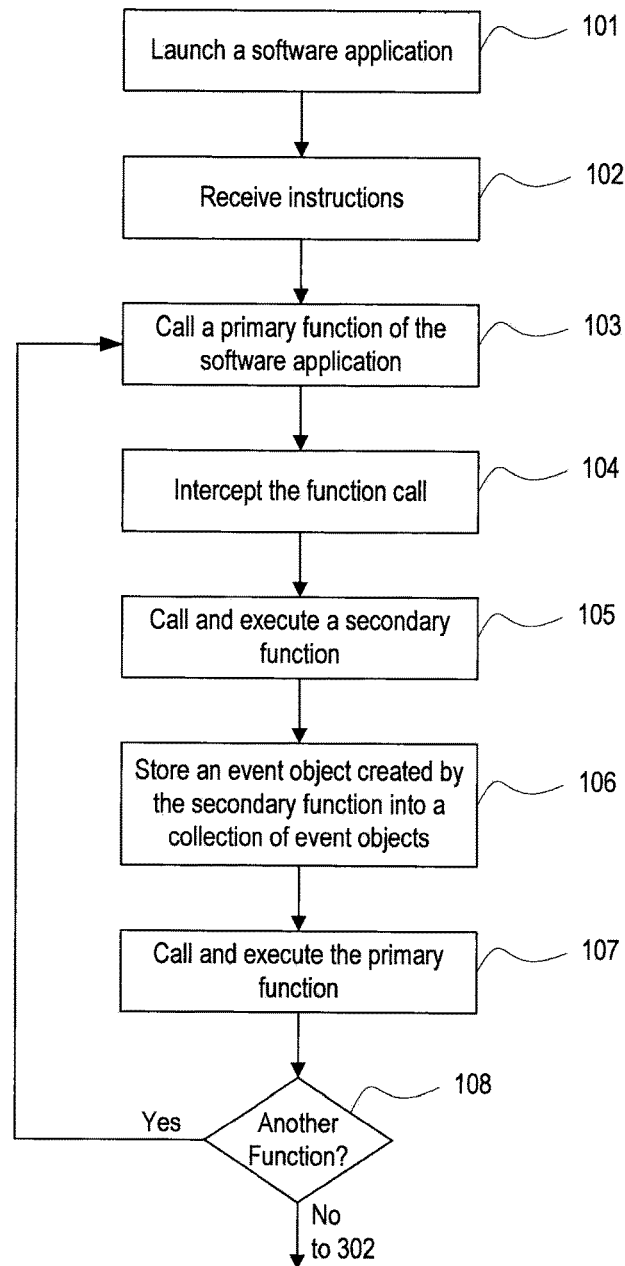 Launch a software application
101
Receive instructions
102
Call a primary function of the
software application
103
Intercept the function call
104
Call and execute a secondary
function
105
Store an event object created by
the secondary function into a
collection of event objects
106
Call and execute the primary
function
107
108
Yes
Another
Function?
No
to 302